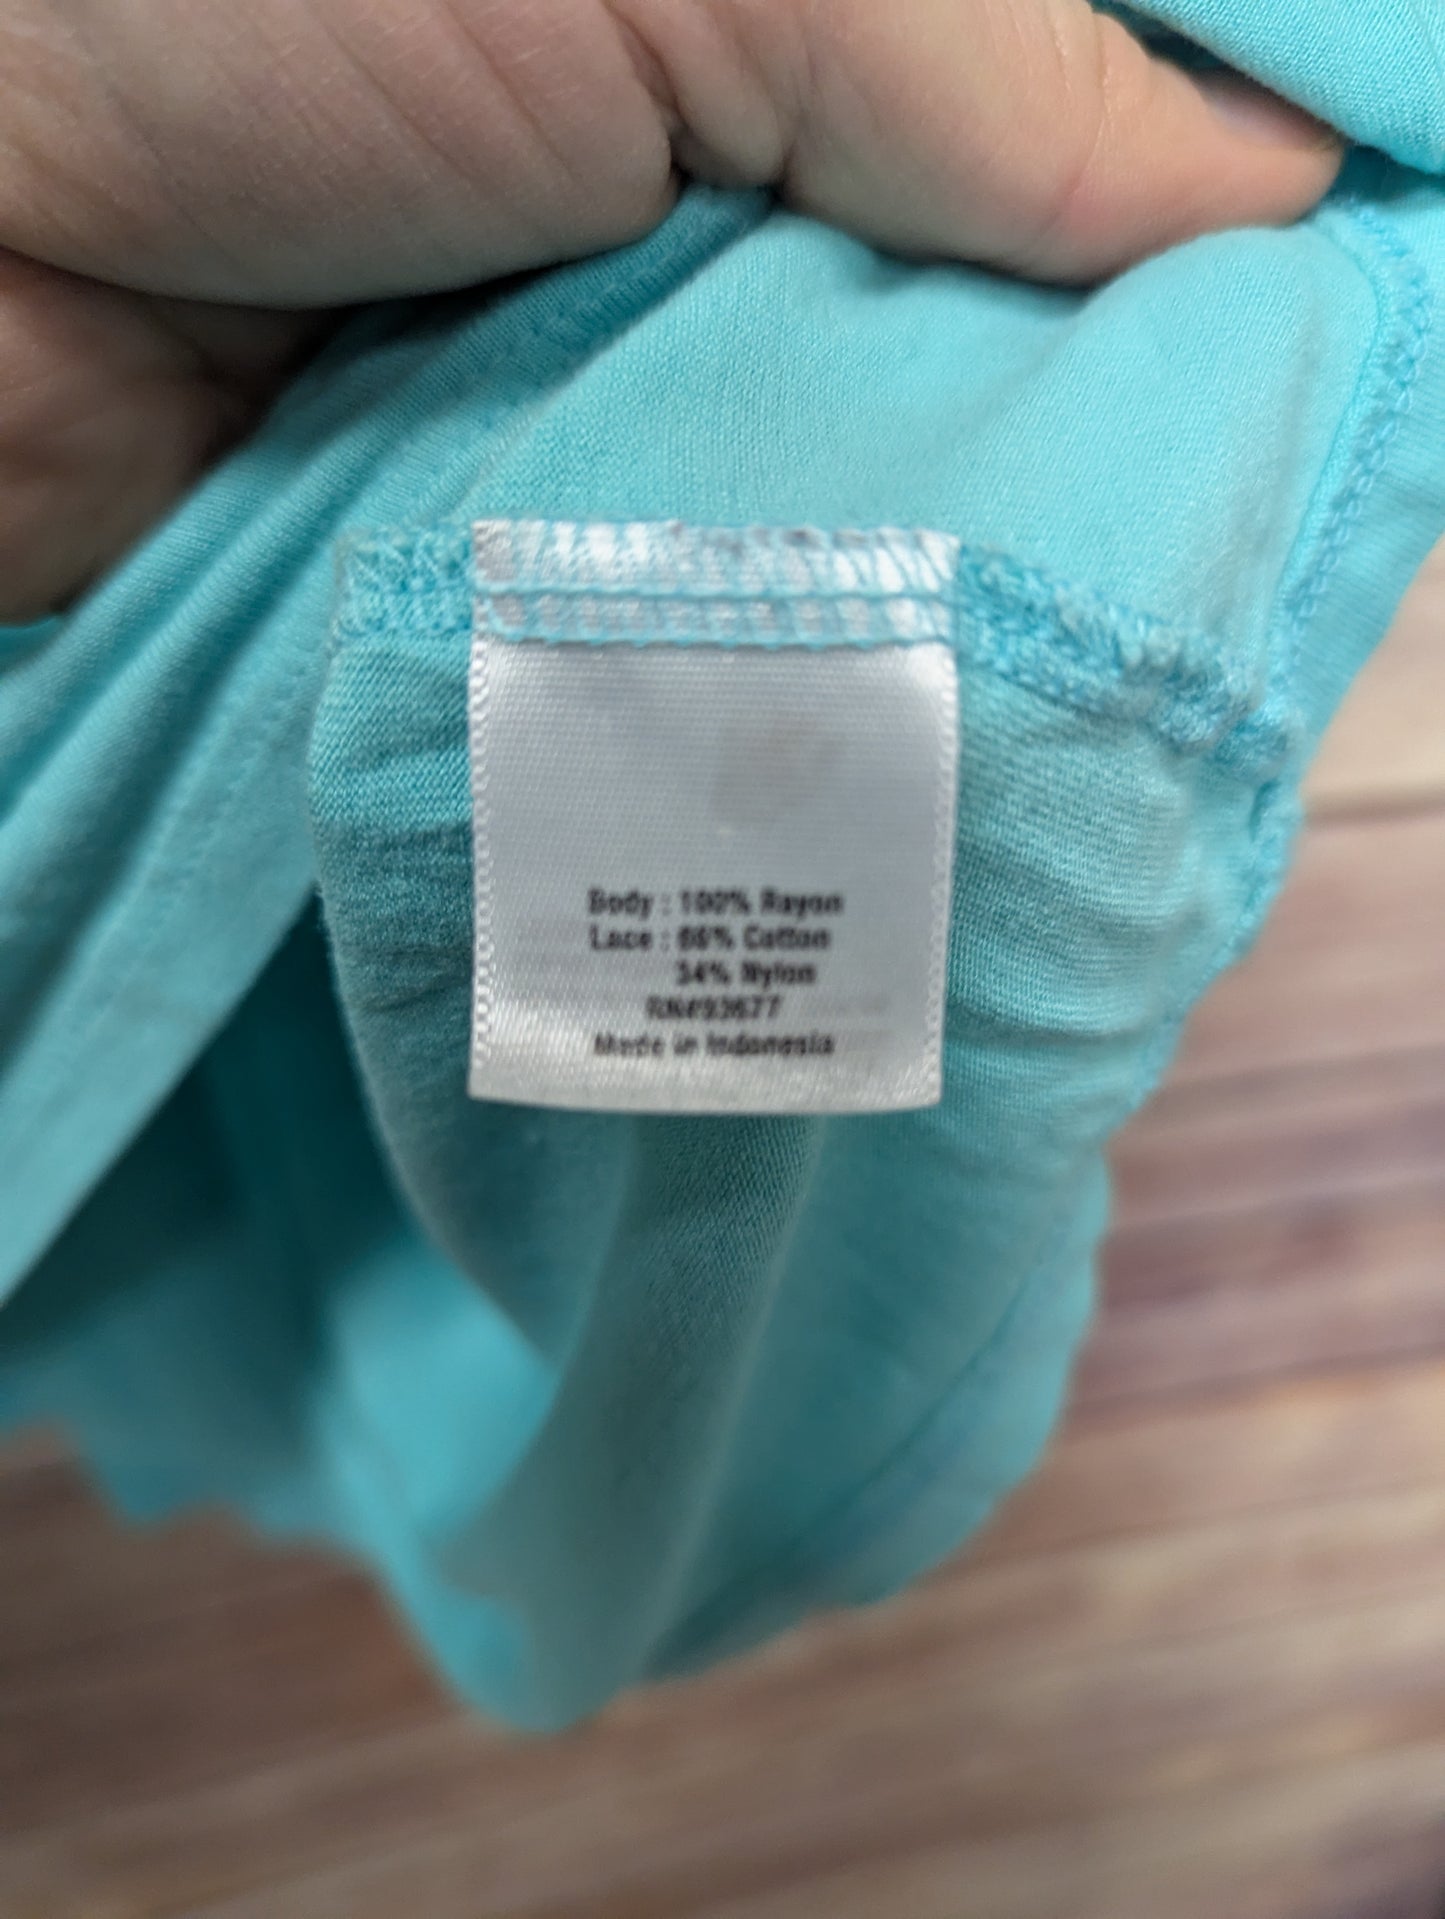 Body : 100% Rayon
Lace : 66% Cotton
34% Nylon
RN#93677
Made in Indonesia